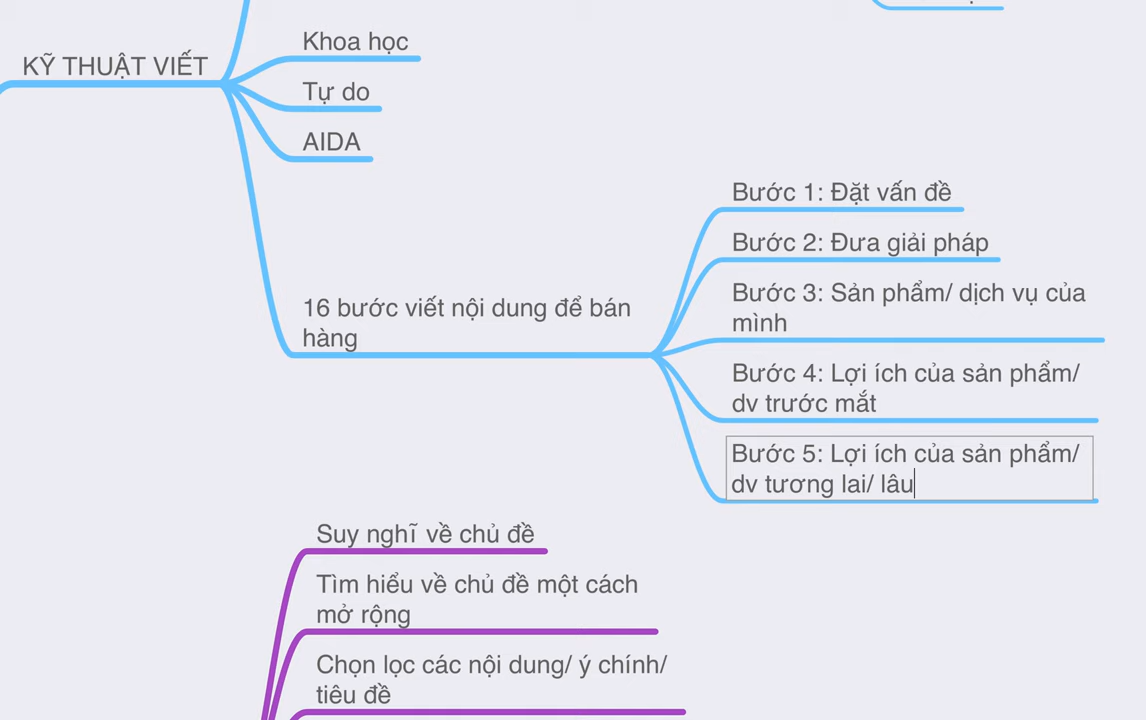 KỸ THUẬT VIẾT
Khoa học
Tự do
AIDA
16 bước viết nội dung để bán
hàng
Bước 1: Đặt vấn đề
Bước 2: Đưa giải pháp
Bước 3: Sản phẩm/ dịch vụ của
mình
Bước 4: Lợi ích của sản phẩm/
dv trước mắt
Bước 5: Lợi ích của sản phẩm/
dv tương lai/ lâu
Suy nghĩ về chủ đề
Tìm hiểu về chủ đề một cách
mở rộng
Chọn lọc các nội dung/ ý chính/
tiêu đề